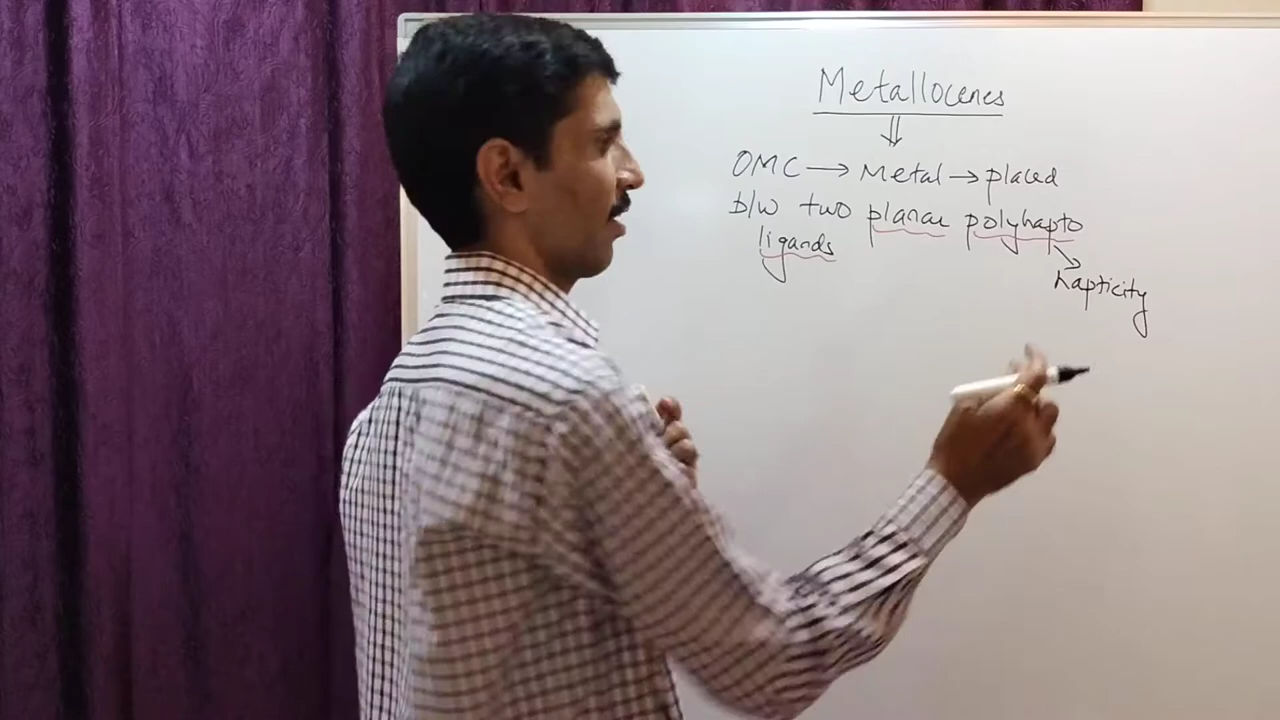 Metallocenes
⇓
OMC → Metal → placed
b/w two planar polyhapto
ligands
hapticity